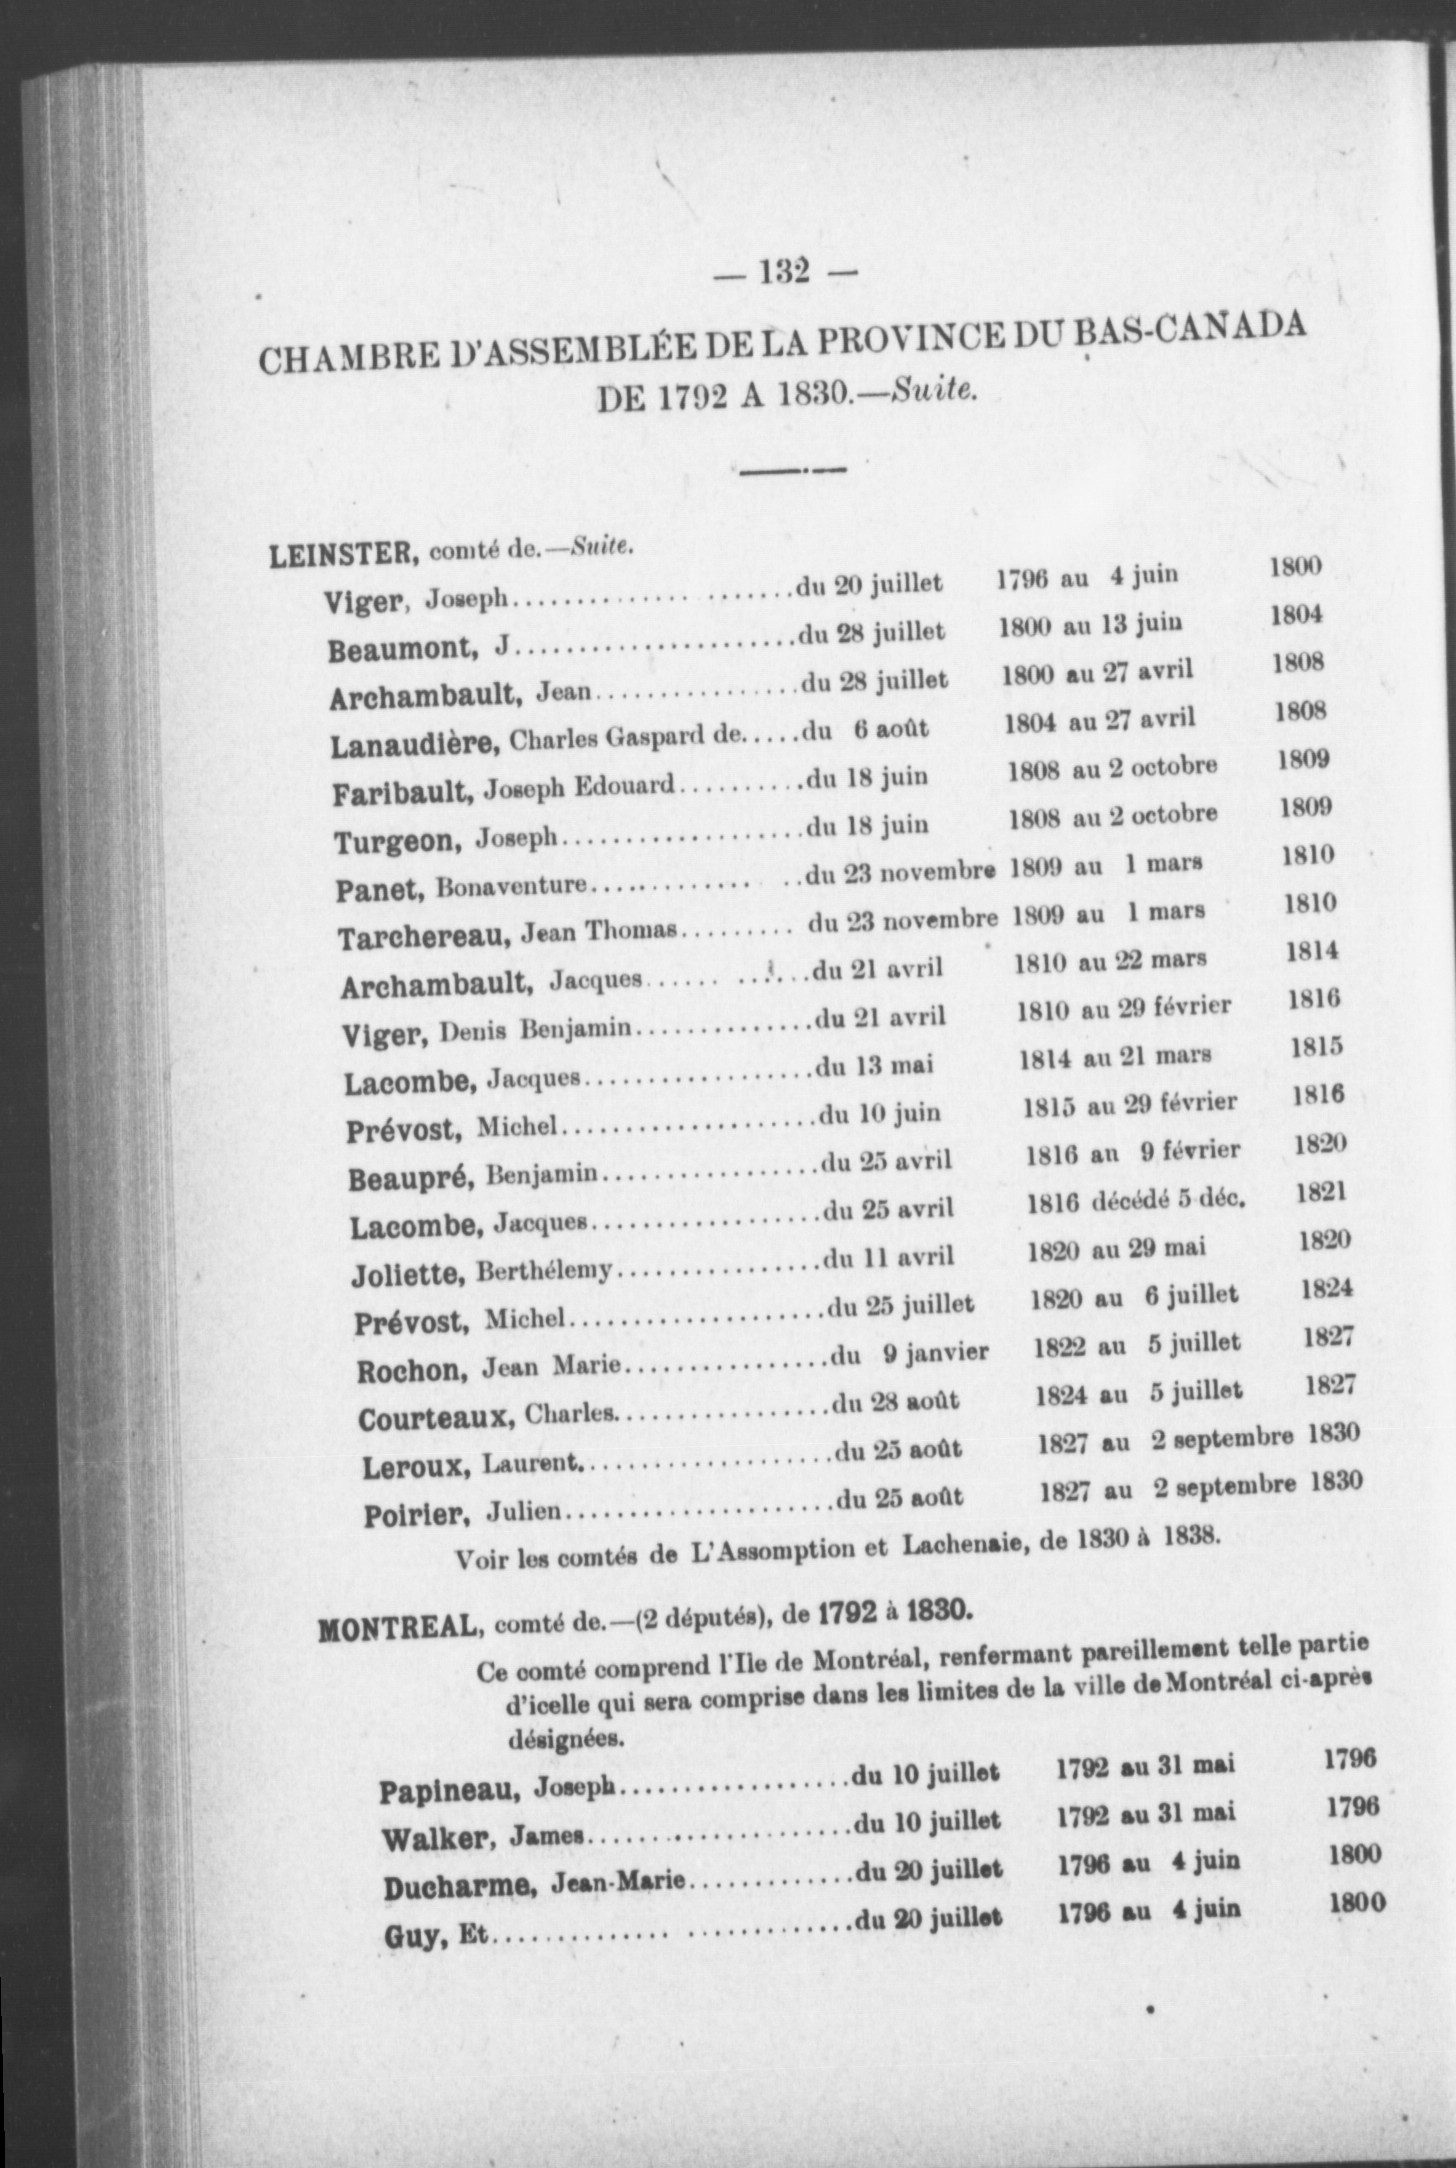 — 132 —
CHAMBRE D'ASSEMBLÉE DE LA PROVINCE DU BAS-CANADA
DE 1792 A 1830.—Suite.
LEINSTER, comté de.—Suite.
Viger, Joseph.....................du 20 juillet 1796 au 4 juin 1800
Beaumont, J......................du 28 juillet 1800 au 13 juin 1804
Archambault, Jean................du 28 juillet 1800 au 27 avril 1808
Lanaudière, Charles Gaspard de.....du 6 août 1804 au 27 avril 1808
Faribault, Joseph Edouard..........du 18 juin 1808 au 2 octobre 1809
Turgeon, Joseph...................du 18 juin 1808 au 2 octobre 1809
Panet, Bonaventure............. ..du 23 novembre 1809 au 1 mars 1810
Tarchereau, Jean Thomas......... du 23 novembre 1809 au 1 mars 1810
Archambault, Jacques...... ......du 21 avril 1810 au 22 mars 1814
Viger, Denis Benjamin..............du 21 avril 1810 au 29 février 1816
Lacombe, Jacques..................du 13 mai 1814 au 21 mars 1815
Prévost, Michel....................du 10 juin 1815 au 29 février 1816
Beaupré, Benjamin.................du 25 avril 1816 au 9 février 1820
Lacombe, Jacques..................du 25 avril 1816 décédé 5 déc. 1821
Joliette, Berthélemy................du 11 avril 1820 au 29 mai 1820
Prévost, Michel....................du 25 juillet 1820 au 6 juillet 1824
Rochon, Jean Marie................du 9 janvier 1822 au 5 juillet 1827
Courteaux, Charles.................du 28 août 1824 au 5 juillet 1827
Leroux, Laurent....................du 25 août 1827 au 2 septembre 1830
Poirier, Julien.....................du 25 août 1827 au 2 septembre 1830
Voir les comtés de L'Assomption et Lachenaie, de 1830 à 1838.
MONTREAL, comté de.—(2 députés), de 1792 à 1830.
Ce comté comprend l'Ile de Montréal, renfermant pareillement telle partie
d'icelle qui sera comprise dans les limites de la ville de Montréal ci-après
désignées.
Papineau, Joseph..................du 10 juillet 1792 au 31 mai 1796
Walker, James.....................du 10 juillet 1792 au 31 mai 1796
Ducharme, Jean-Marie.............du 20 juillet 1796 au 4 juin 1800
Guy, Et.............. .............du 20 juillet 1796 au 4 juin 1800